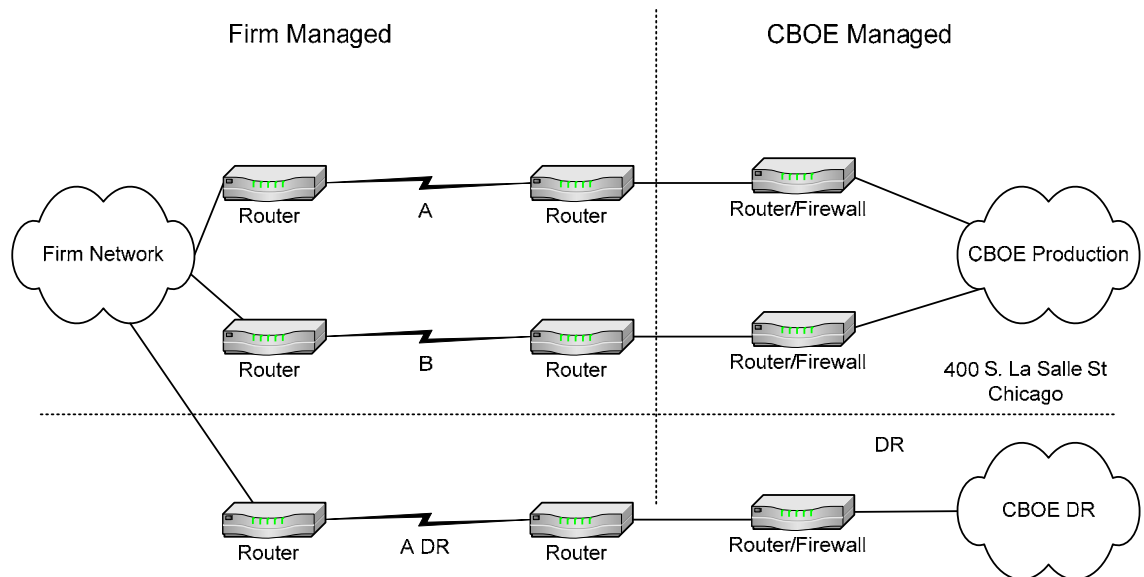 Firm Managed
CBOE Managed
Router
A
Router
Router/Firewall
Firm Network
CBOE Production
Router
B
Router
Router/Firewall
400 S. La Salle St
Chicago
DR
Router
A DR
Router
Router/Firewall
CBOE DR